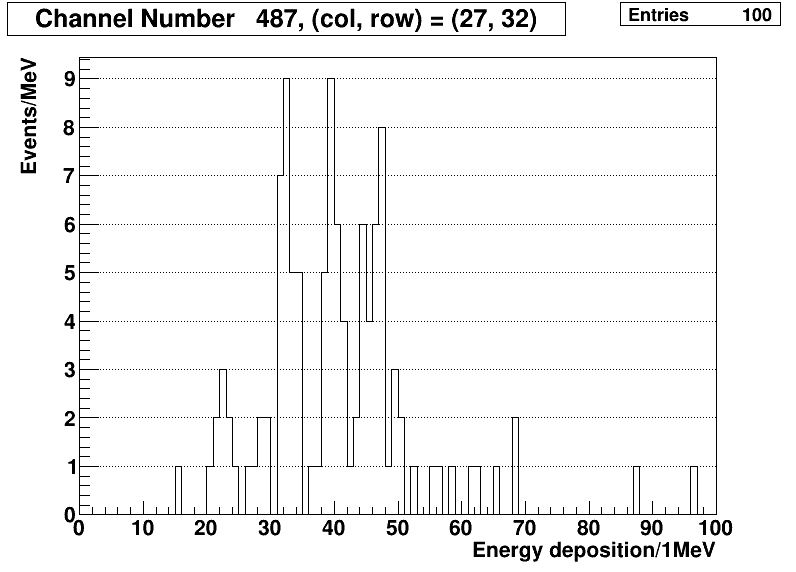 Channel Number 487, (col, row) = (27, 32)
Entries 100
Events/MeV
9
8
7
6
5
4
3
2
1
0
0 10 20 30 40 50 60 70 80 90 100
Energy deposition/1MeV